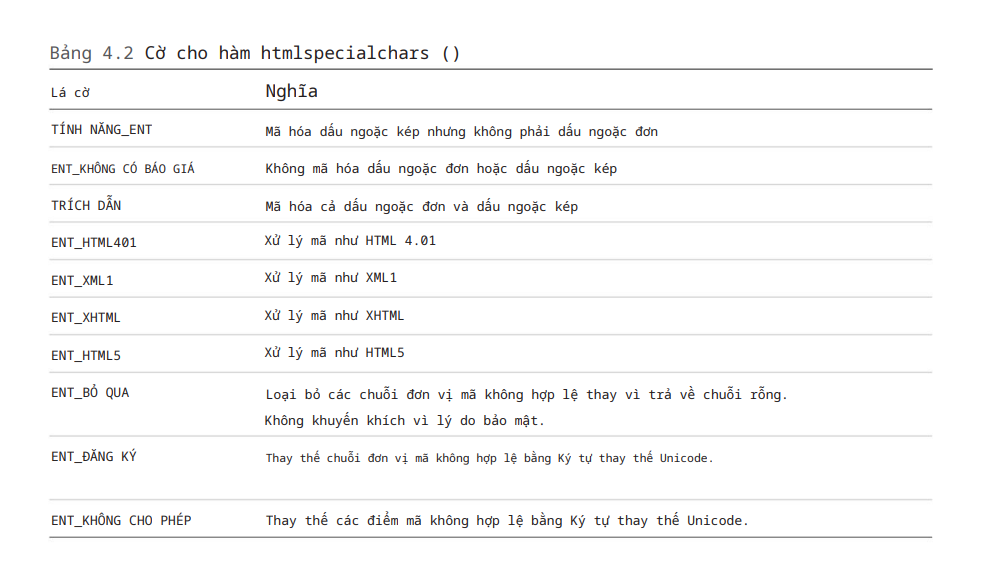 Bảng 4.2 Cờ cho hàm htmlspecialchars ()
Lá cờ Nghĩa
TÍNH NĂNG_ENT Mã hóa dấu ngoặc kép nhưng không phải dấu ngoặc đơn
ENT_KHÔNG CÓ BÁO GIÁ Không mã hóa dấu ngoặc đơn hoặc dấu ngoặc kép
TRÍCH DẪN Mã hóa cả dấu ngoặc đơn và dấu ngoặc kép
ENT_HTML401 Xử lý mã như HTML 4.01
ENT_XML1 Xử lý mã như XML1
ENT_XHTML Xử lý mã như XHTML
ENT_HTML5 Xử lý mã như HTML5
ENT_BỎ QUA Loại bỏ các chuỗi đơn vị mã không hợp lệ thay vì trả về chuỗi rỗng.
Không khuyến khích vì lý do bảo mật.
ENT_ĐĂNG KÝ Thay thế chuỗi đơn vị mã không hợp lệ bằng Ký tự thay thế Unicode.
ENT_KHÔNG CHO PHÉP Thay thế các điểm mã không hợp lệ bằng Ký tự thay thế Unicode.